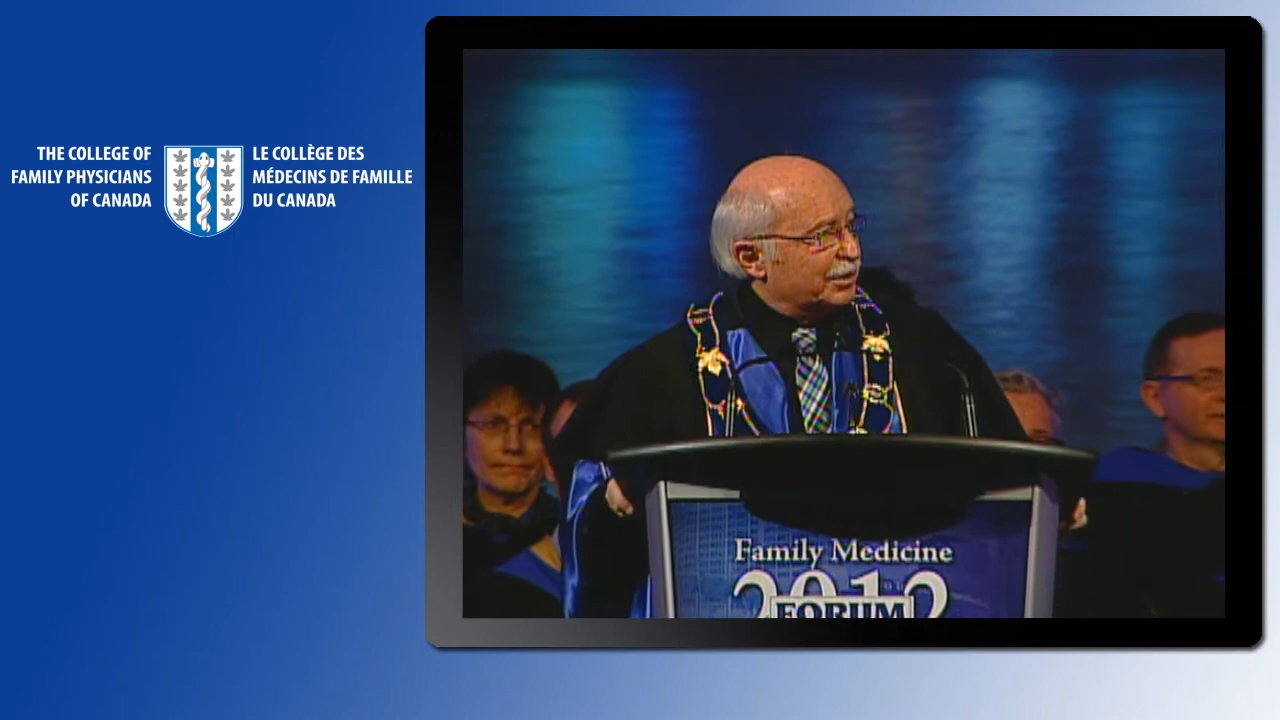 THE COLLEGE OF
FAMILY PHYSICIANS
OF CANADA
LE COLLÈGE DES
MÉDECINS DE FAMILLE
DU CANADA
Family Medicine
2012
FORUM